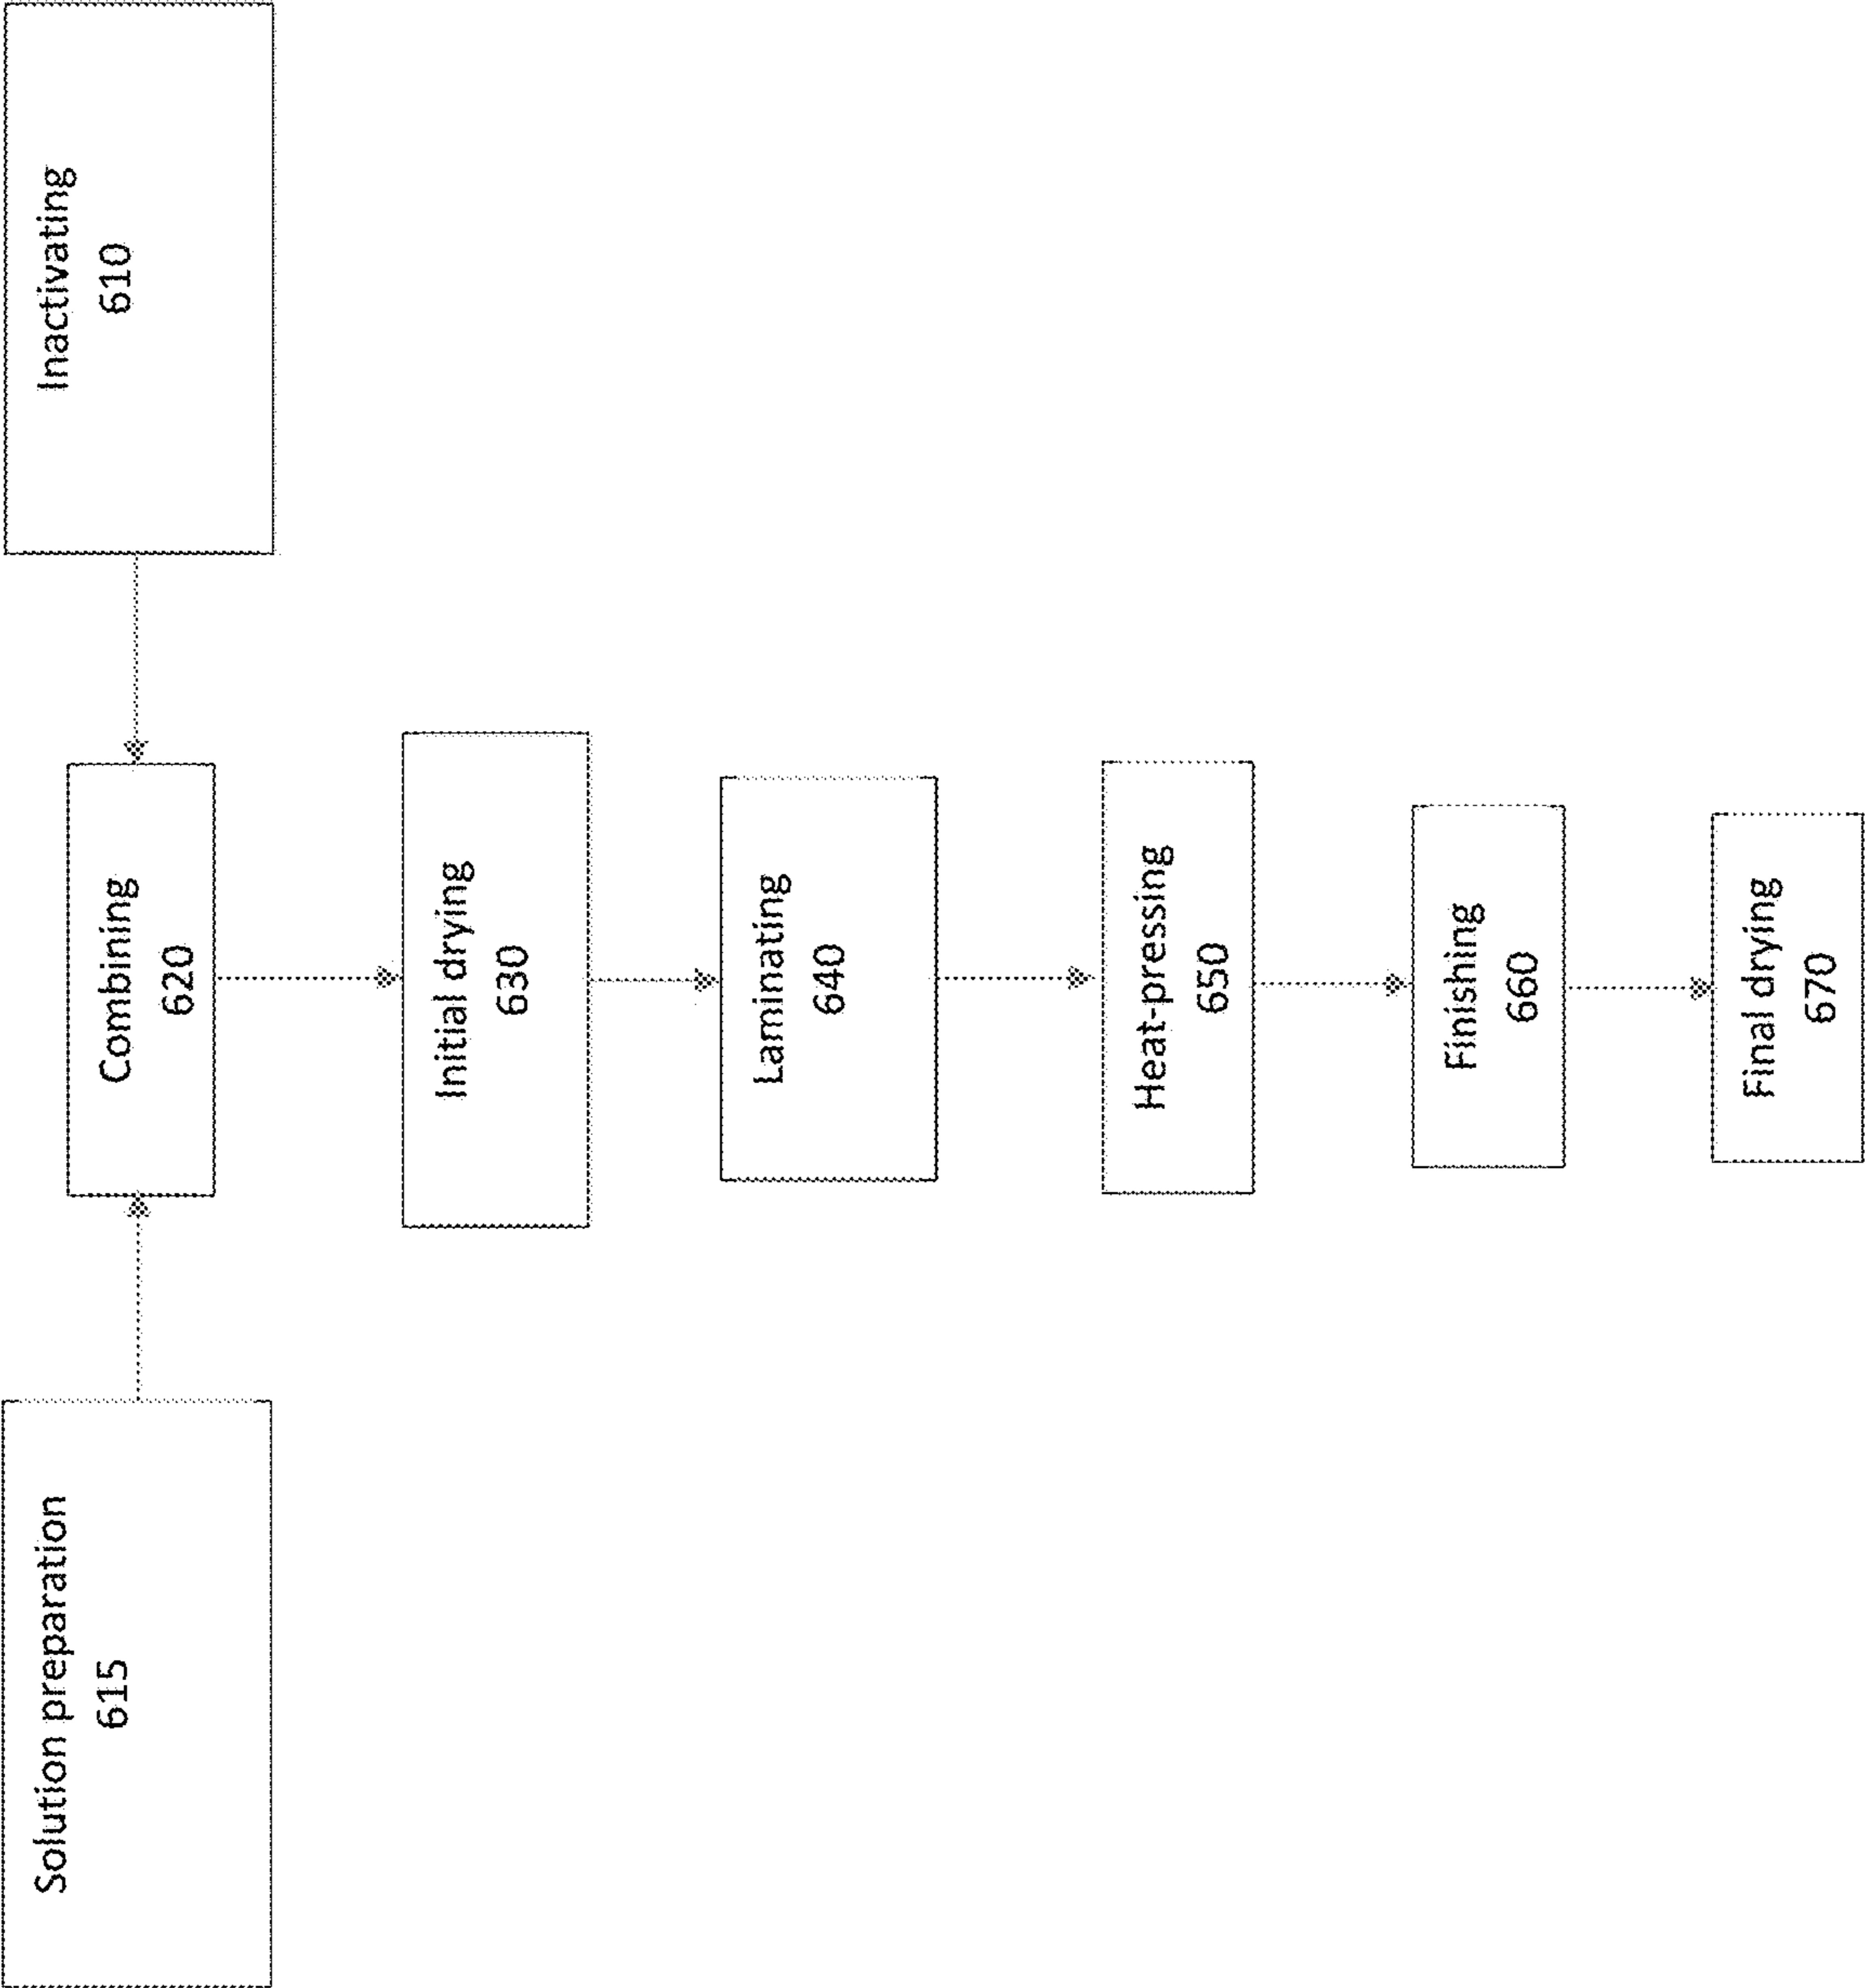 Solution preparation
615
Inactivating
610
Combining
620
Initial drying
630
Laminating
640
Heat-pressing
650
Finishing
660
Final drying
670